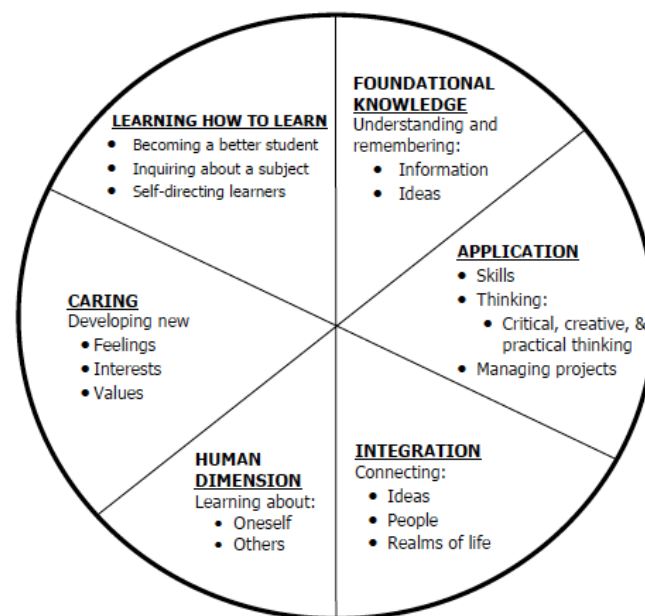 FOUNDATIONAL
KNOWLEDGE
Understanding and
remembering:
• Information
• Ideas
APPLICATION
• Skills
• Thinking:
• Critical, creative, &
practical thinking
• Managing projects
INTEGRATION
Connecting:
• Ideas
• People
• Realms of life
HUMAN
DIMENSION
Learning about:
• Oneself
• Others
CARING
Developing new
• Feelings
• Interests
• Values
LEARNING HOW TO LEARN
• Becoming a better student
• Inquiring about a subject
• Self-directing learners